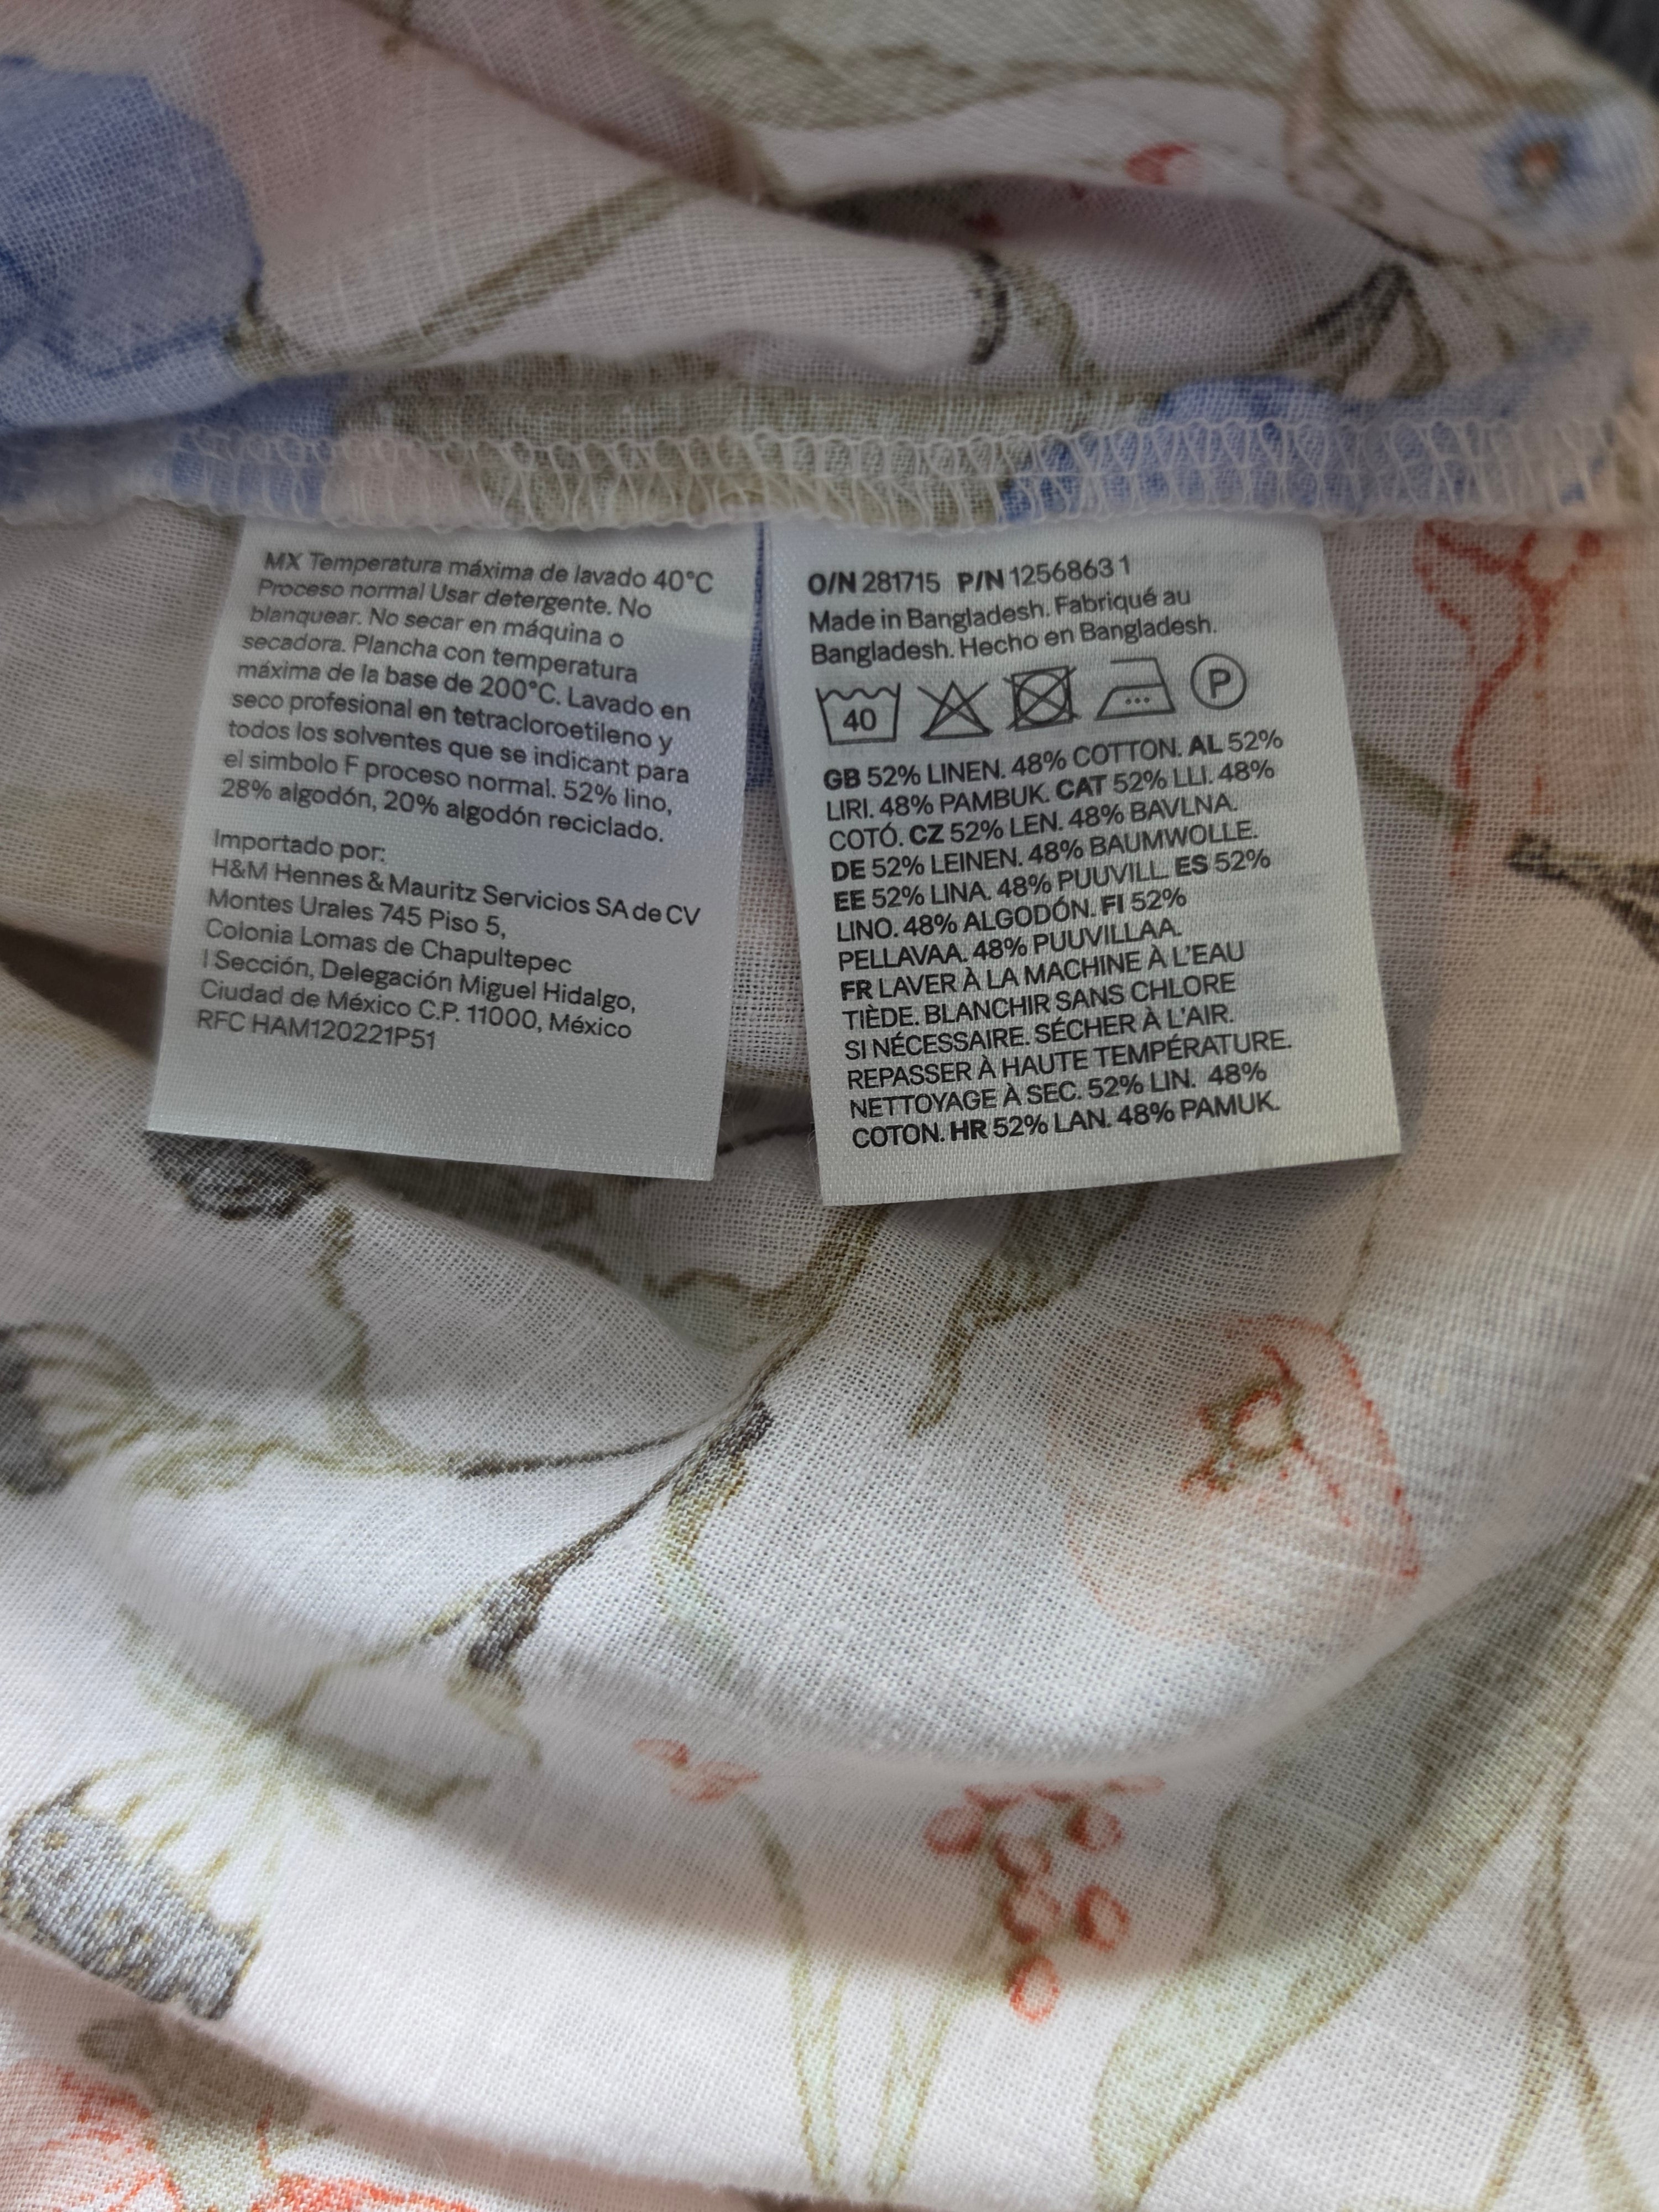 MX Temperatura máxima de lavado 40°C
Proceso normal Usar detergente. No
blanquear. No secar en máquina o
secadora. Plancha con temperatura
máxima de la base de 200°C. Lavado en
seco profesional en tetracloroetileno y
todos los solventes que se indicant para
el simbolo F proceso normal. 52% lino,
28% algodón, 20% algodón reciclado.
Importado por:
H&M Hennes & Mauritz Servicios SA de CV
Montes Urales 745 Piso 5,
Colonia Lomas de Chapultepec
I Sección, Delegación Miguel Hidalgo,
Ciudad de México C.P. 11000, México
RFC HAM120221P51
O/N 281715 P/N 1256863 1
Made in Bangladesh. Fabriqué au
Bangladesh. Hecho en Bangladesh.
40 P
GB 52% LINEN. 48% COTTON. AL 52%
LIRI. 48% PAMBUK. CAT 52% LLI. 48%
COTÓ. CZ 52% LEN. 48% BAVLNA.
DE 52% LEINEN. 48% BAUMWOLLE.
EE 52% LINA. 48% PUUVILL. ES 52%
LINO. 48% ALGODÓN. FI 52%
PELLAVAA. 48% PUUVILLAA.
FR LAVER À LA MACHINE À L'EAU
TIÈDE. BLANCHIR SANS CHLORE
SI NÉCESSAIRE. SÉCHER À L'AIR.
REPASSER À HAUTE TEMPÉRATURE.
NETTOYAGE À SEC. 52% LIN. 48%
COTON. HR 52% LAN. 48% PAMUK.